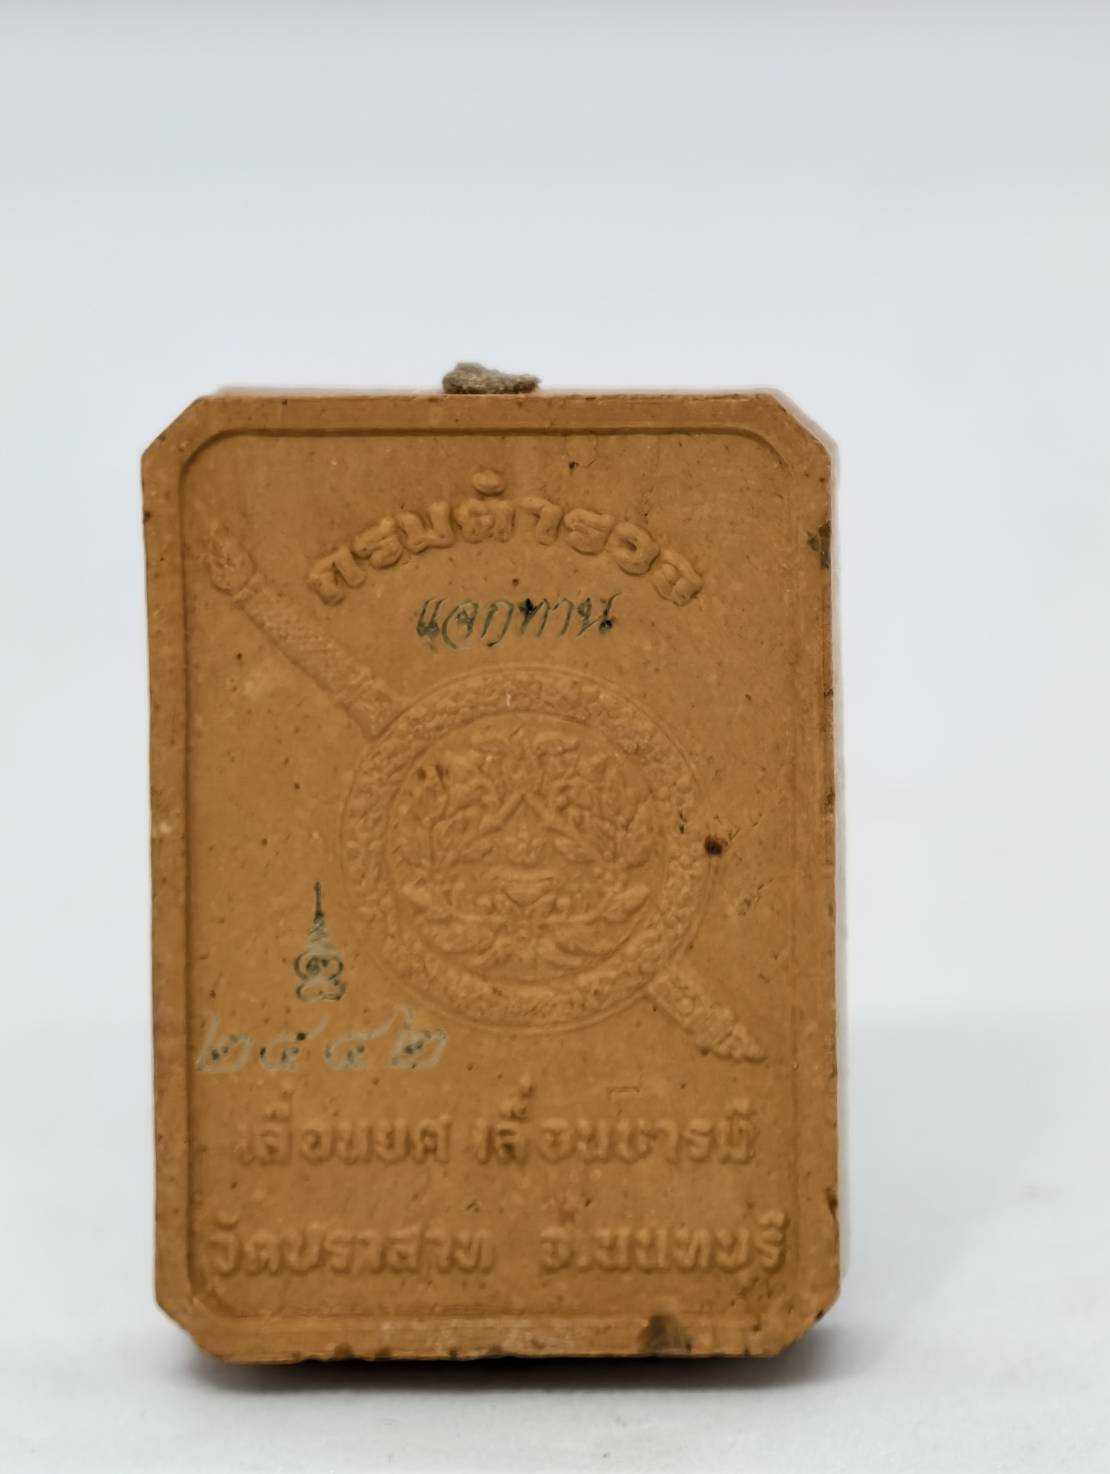 กรมตำรวจ
แจกทาน
๒๕๔๒
เลื่อนยศ เลื่อนบารมี
วัดปราสาท จ.นนทบุรี